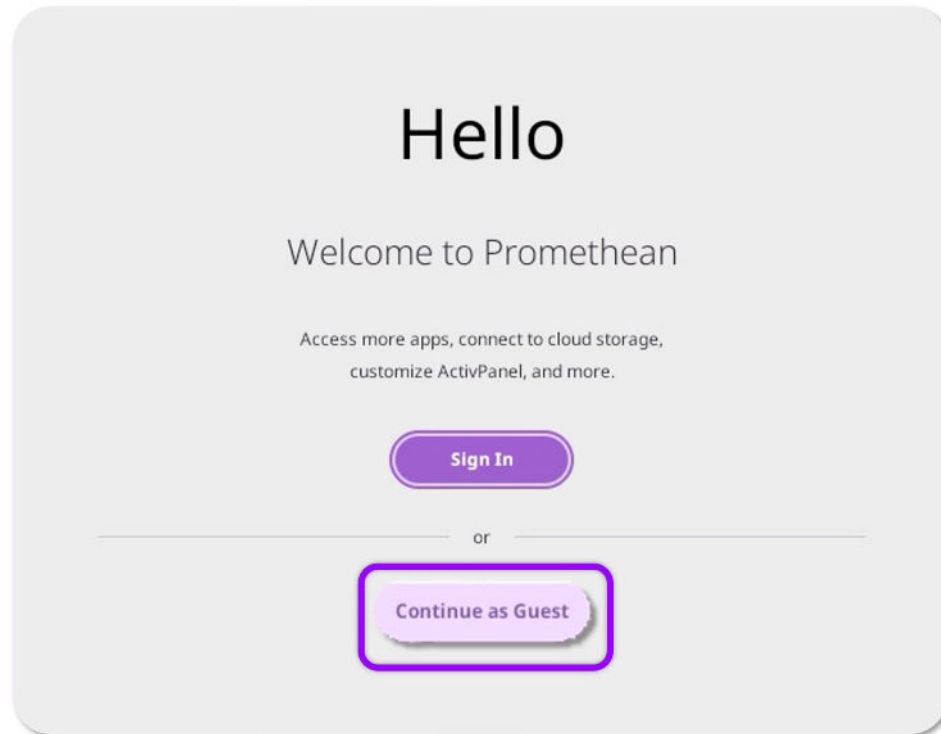 Hello
Welcome to Promethean
Access more apps, connect to cloud storage,
customize ActivPanel, and more.
Sign In
or
Continue as Guest